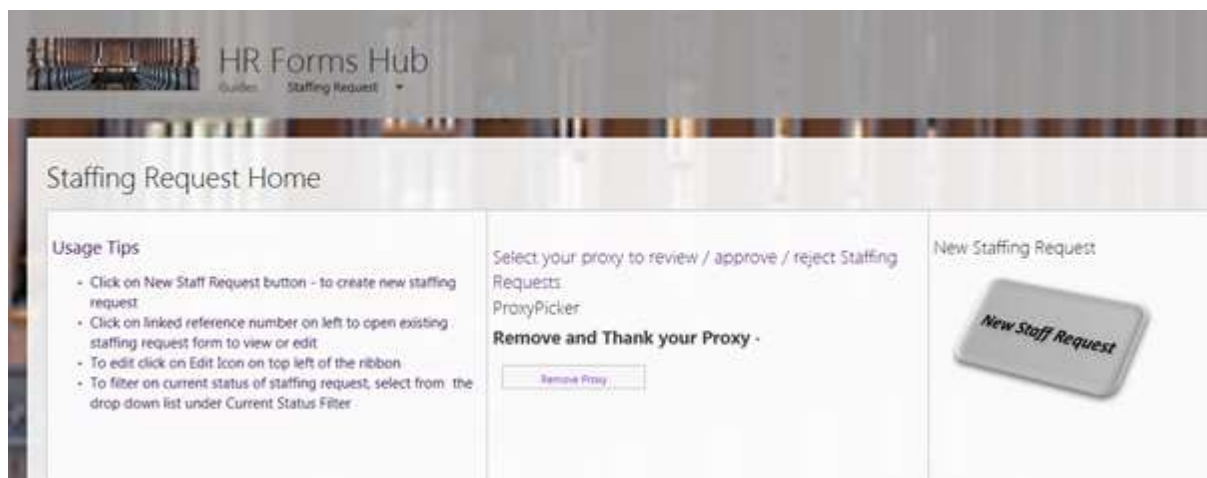 HR Forms Hub
Guides Staffing Request
Staffing Request Home
Usage Tips
• Click on New Staff Request button - to create new staffing
request
• Click on linked reference number on left to open existing
staffing request form to view or edit
• To edit click on Edit Icon on top left of the ribbon
• To filter on current status of staffing request, select from the
drop down list under Current Status Filter
Select your proxy to review / approve / reject Staffing
Requests
ProxyPicker
Remove and Thank your Proxy -
Remove Proxy
New Staffing Request
New Staff Request